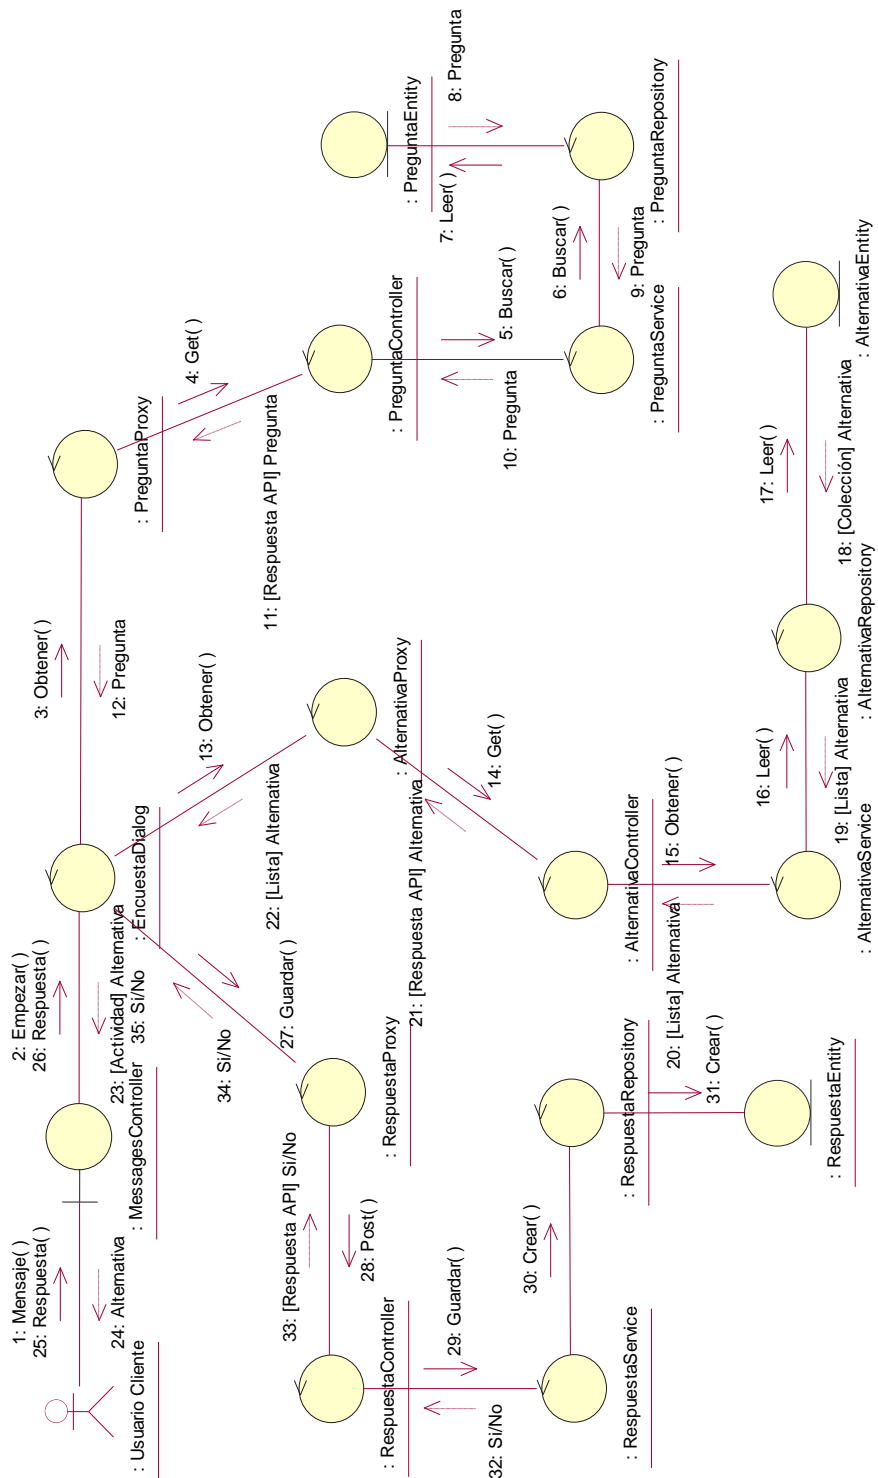 : Usuario Cliente
1: Mensaje( )
25: Respuesta( )
24: Alternativa
: MessagesController
2: Empezar( )
26: Respuesta( )
23: [Actividad] Alternativa
35: Si/No
: EncuestaDialog
3: Obtener( )
12: Pregunta
: PreguntaProxy
4: Get( )
11: [Respuesta API] Pregunta
: PreguntaController
5: Buscar( )
10: Pregunta
: PreguntaService
6: Buscar( )
9: Pregunta
: PreguntaRepository
7: Leer( )
8: Pregunta
: PreguntaEntity
13: Obtener( )
22: [Lista] Alternativa
: AlternativaProxy
14: Get( )
21: [Respuesta API] Alternativa
: AlternativaController
15: Obtener( )
20: [Lista] Alternativa
: AlternativaService
16: Leer( )
19: [Lista] Alternativa
: AlternativaRepository
17: Leer( )
18: [Colección] Alternativa
: AlternativaEntity
27: Guardar( )
34: Si/No
: RespuestaProxy
28: Post( )
33: [Respuesta API] Si/No
: RespuestaController
29: Guardar( )
32: Si/No
: RespuestaService
30: Crear( )
: RespuestaRepository
31: Crear( )
: RespuestaEntity